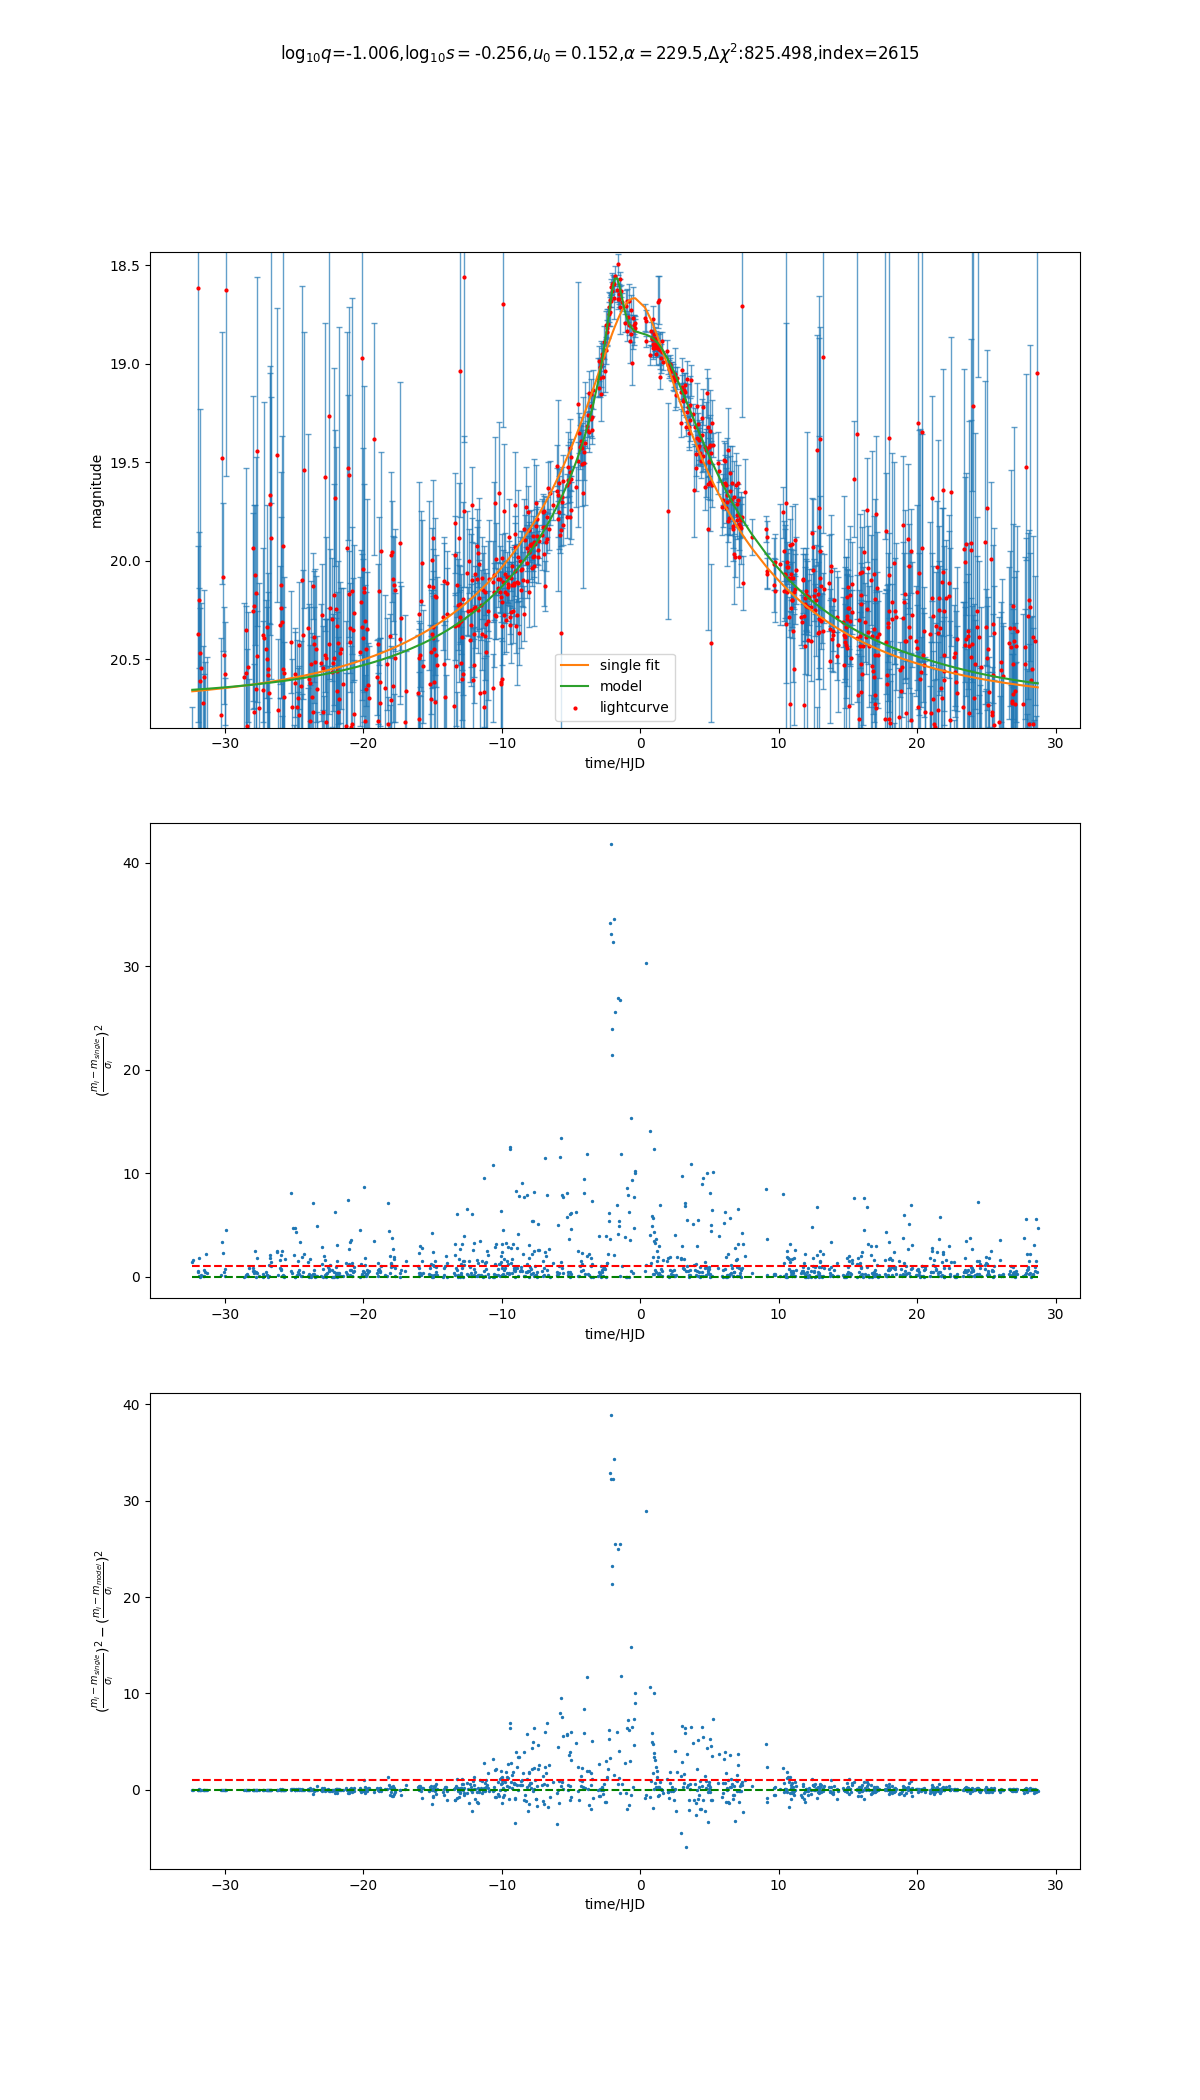 log₁₀q=-1.006,log₁₀s = -0.256,u₀ = 0.152,α = 229.5,Δχ²:825.498,index=2615
18.5
19.0
19.5
20.0
20.5
magnitude
single fit
model
lightcurve
−30 −20 −10 0 10 20 30
time/HJD
40
30
20
10
0
((mᵢ − m_single)/σᵢ)²
−30 −20 −10 0 10 20 30
time/HJD
40
30
20
10
0
((mᵢ − m_single)/σᵢ)² − ((mᵢ − m_model)/σᵢ)²
−30 −20 −10 0 10 20 30
time/HJD